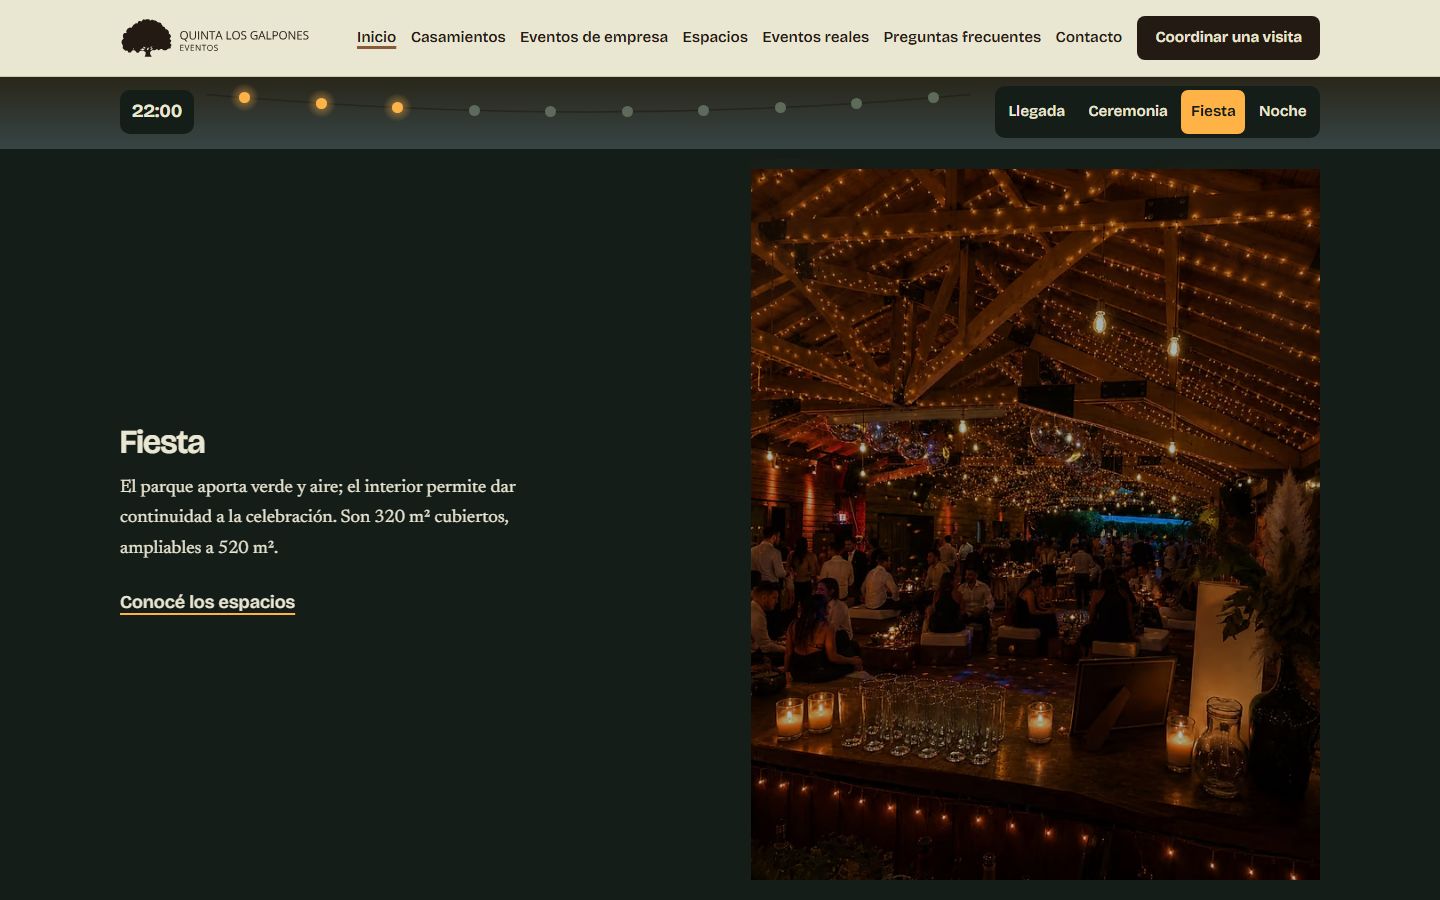 QUINTA LOS GALPONES
EVENTOS
Inicio
Casamientos
Eventos de empresa
Espacios
Eventos reales
Preguntas frecuentes
Contacto
Coordinar una visita
22:00
Llegada
Ceremonia
Fiesta
Noche
Fiesta
El parque aporta verde y aire; el interior permite dar
continuidad a la celebración. Son 320 m² cubiertos,
ampliables a 520 m².
Conocé los espacios